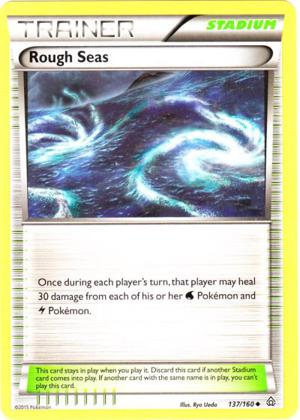 TRAINER STADIUM
Rough Seas
Once during each player's turn, that player may heal
30 damage from each of his or her Pokémon and
Pokémon.
This card stays in play when you play it. Discard this card if another Stadium
card comes into play. If another card with the same name is in play, you can't
play this card.
©2015 Pokémon Illus. Ryo Ueda 137/160